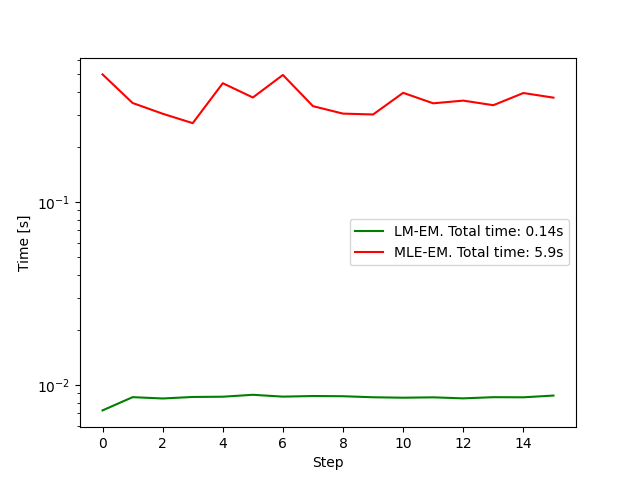 10⁻¹
10⁻²
Time [s]
LM-EM. Total time: 0.14s
MLE-EM. Total time: 5.9s
0 2 4 6 8 10 12 14
Step